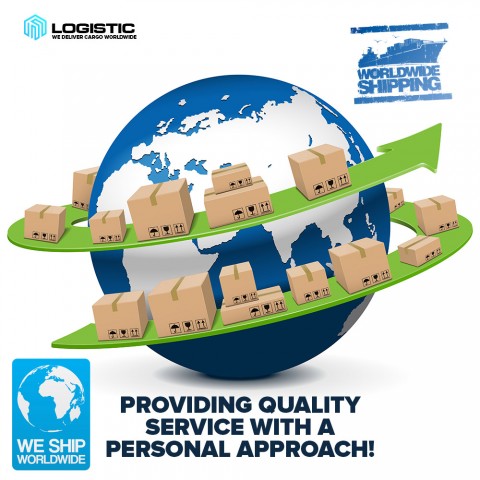 LOGISTIC
WE DELIVER CARGO WORLDWIDE
WORLDWIDE
SHIPPING
WE SHIP
WORLDWIDE
PROVIDING QUALITY
SERVICE WITH A
PERSONAL APPROACH!